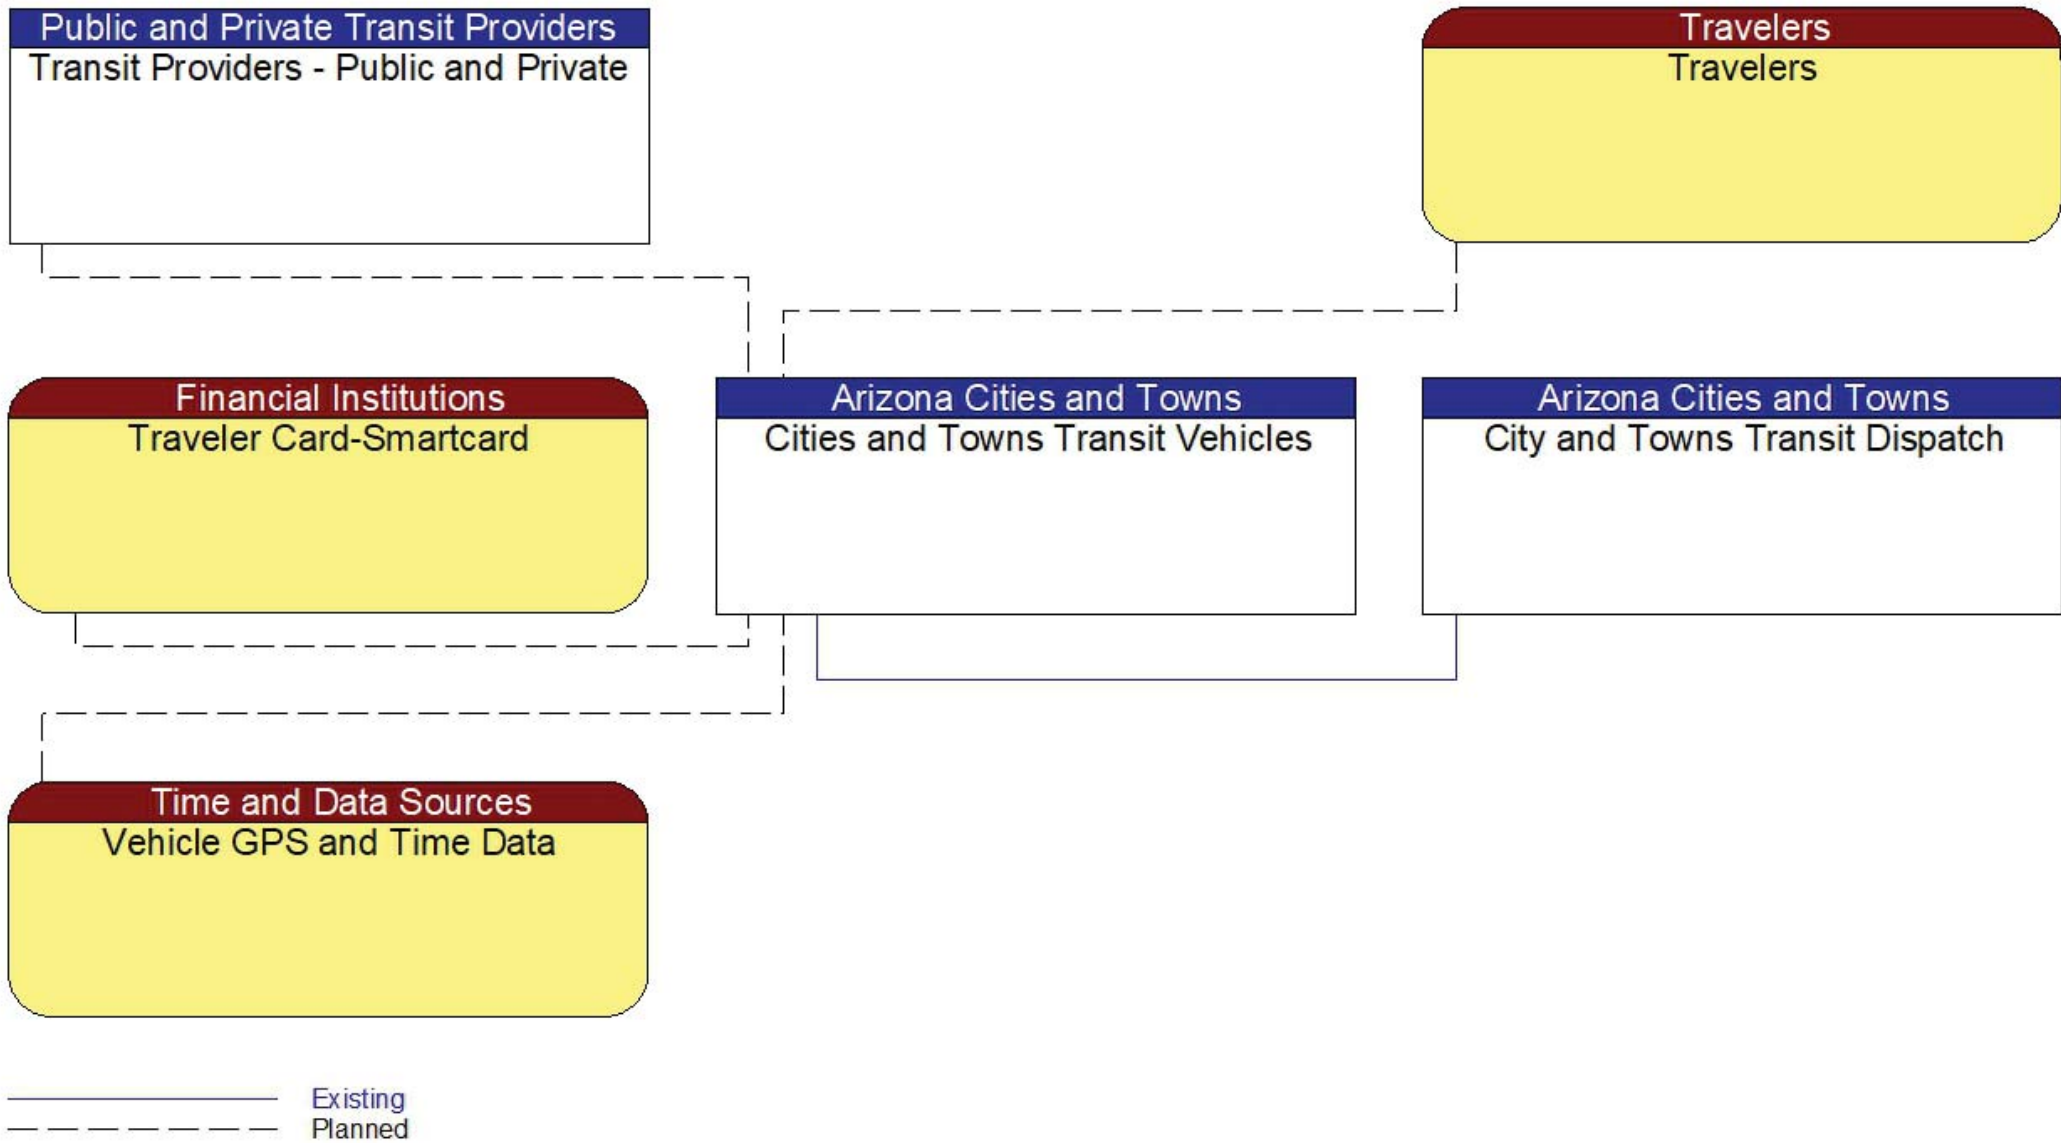 Public and Private Transit Providers
Transit Providers - Public and Private
Travelers
Travelers
Financial Institutions
Traveler Card-Smartcard
Arizona Cities and Towns
Cities and Towns Transit Vehicles
Arizona Cities and Towns
City and Towns Transit Dispatch
Time and Data Sources
Vehicle GPS and Time Data
Existing
Planned